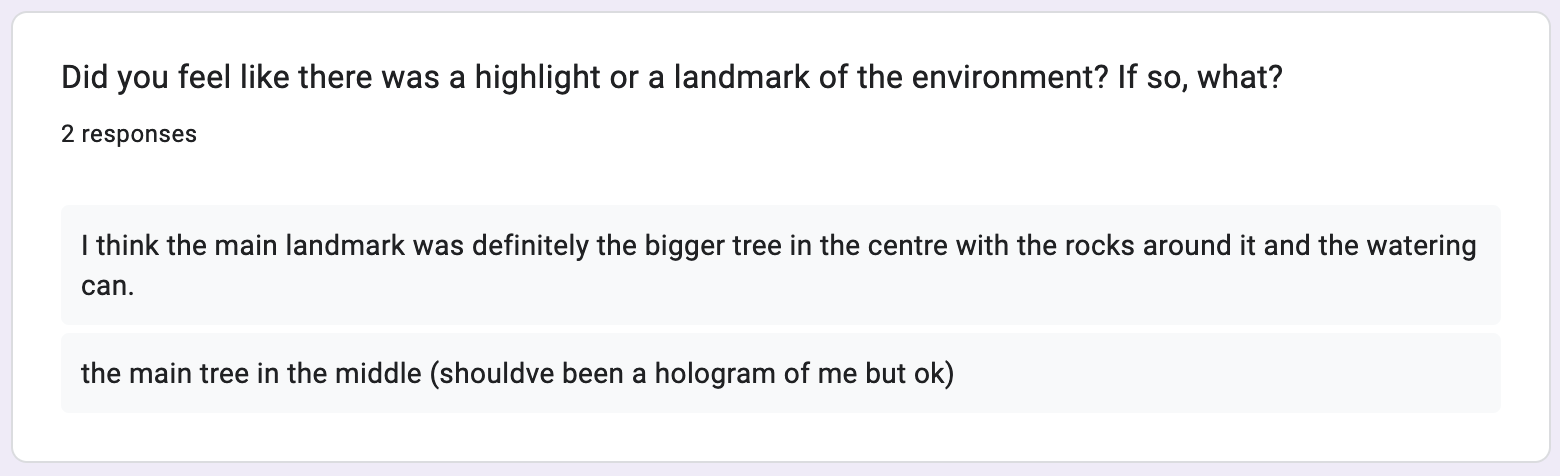 Did you feel like there was a highlight or a landmark of the environment? If so, what?
2 responses
I think the main landmark was definitely the bigger tree in the centre with the rocks around it and the watering
can.
the main tree in the middle (shouldve been a hologram of me but ok)